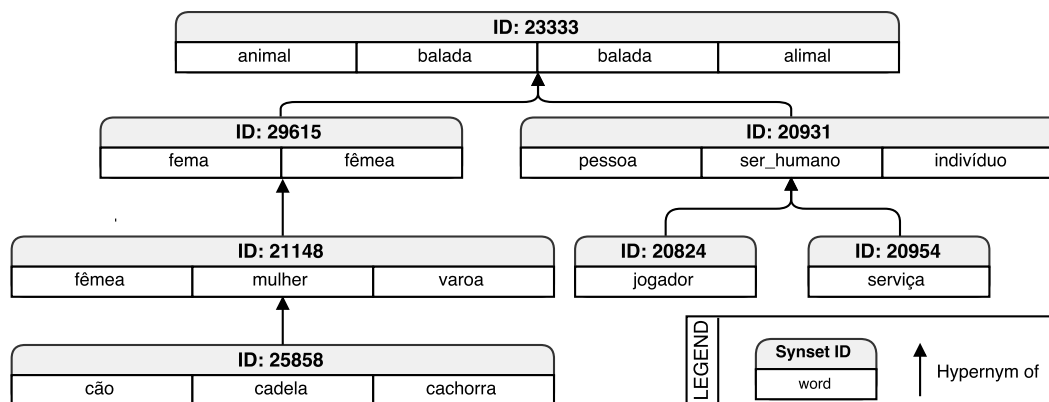 ID: 23333
animal balada balada alimal
ID: 29615
fema fêmea
ID: 20931
pessoa ser_humano indivíduo
ID: 21148
fêmea mulher varoa
ID: 20824
jogador
ID: 20954
serviça
ID: 25858
cão cadela cachorra
LEGEND
Synset ID
word
Hypernym of